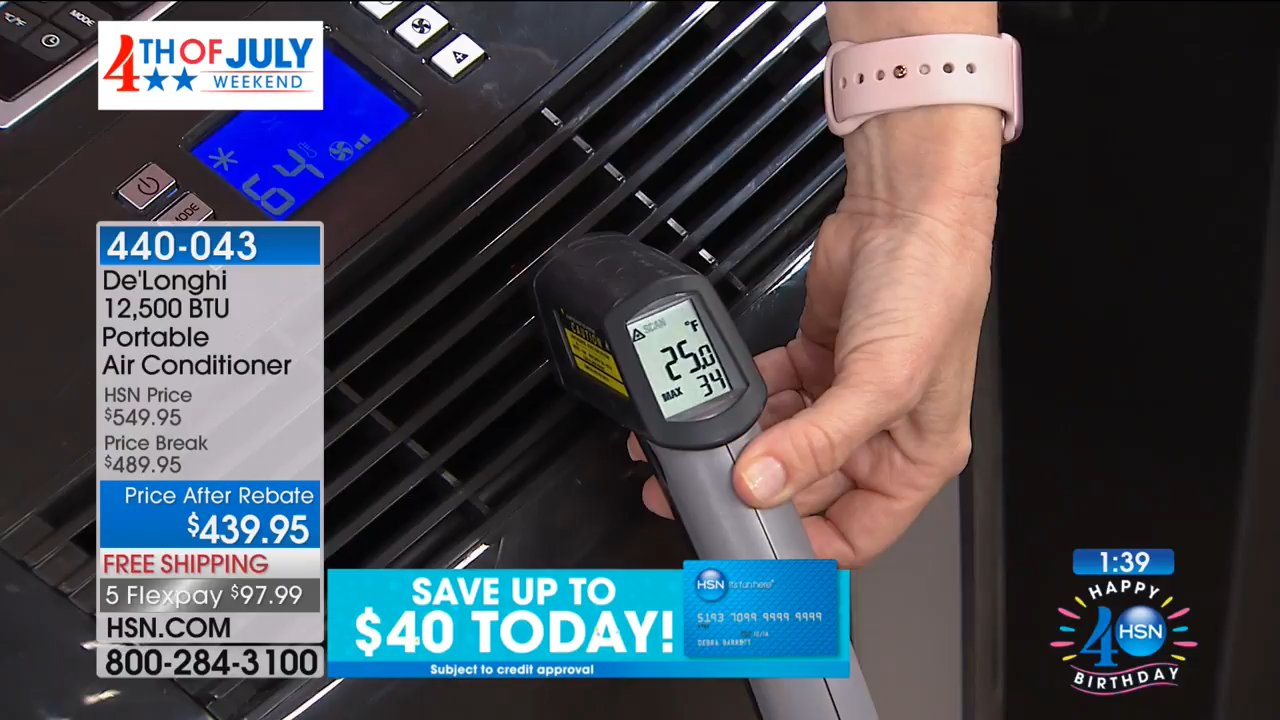 MODE
4TH OF JULY
WEEKEND
64
MODE
440-043
De'Longhi
12,500 BTU
Portable
Air Conditioner
HSN Price
$549.95
Price Break
$489.95
Price After Rebate
$439.95
FREE SHIPPING
5 Flexpay $97.99
HSN.COM
800-284-3100
CAUTION
SCAN
°F
25.0
MAX 34
SAVE UP TO
$40 TODAY!
Subject to credit approval
HSN it's fun here
5193 7099 9999 9999
1:39
HAPPY
40
HSN
BIRTHDAY